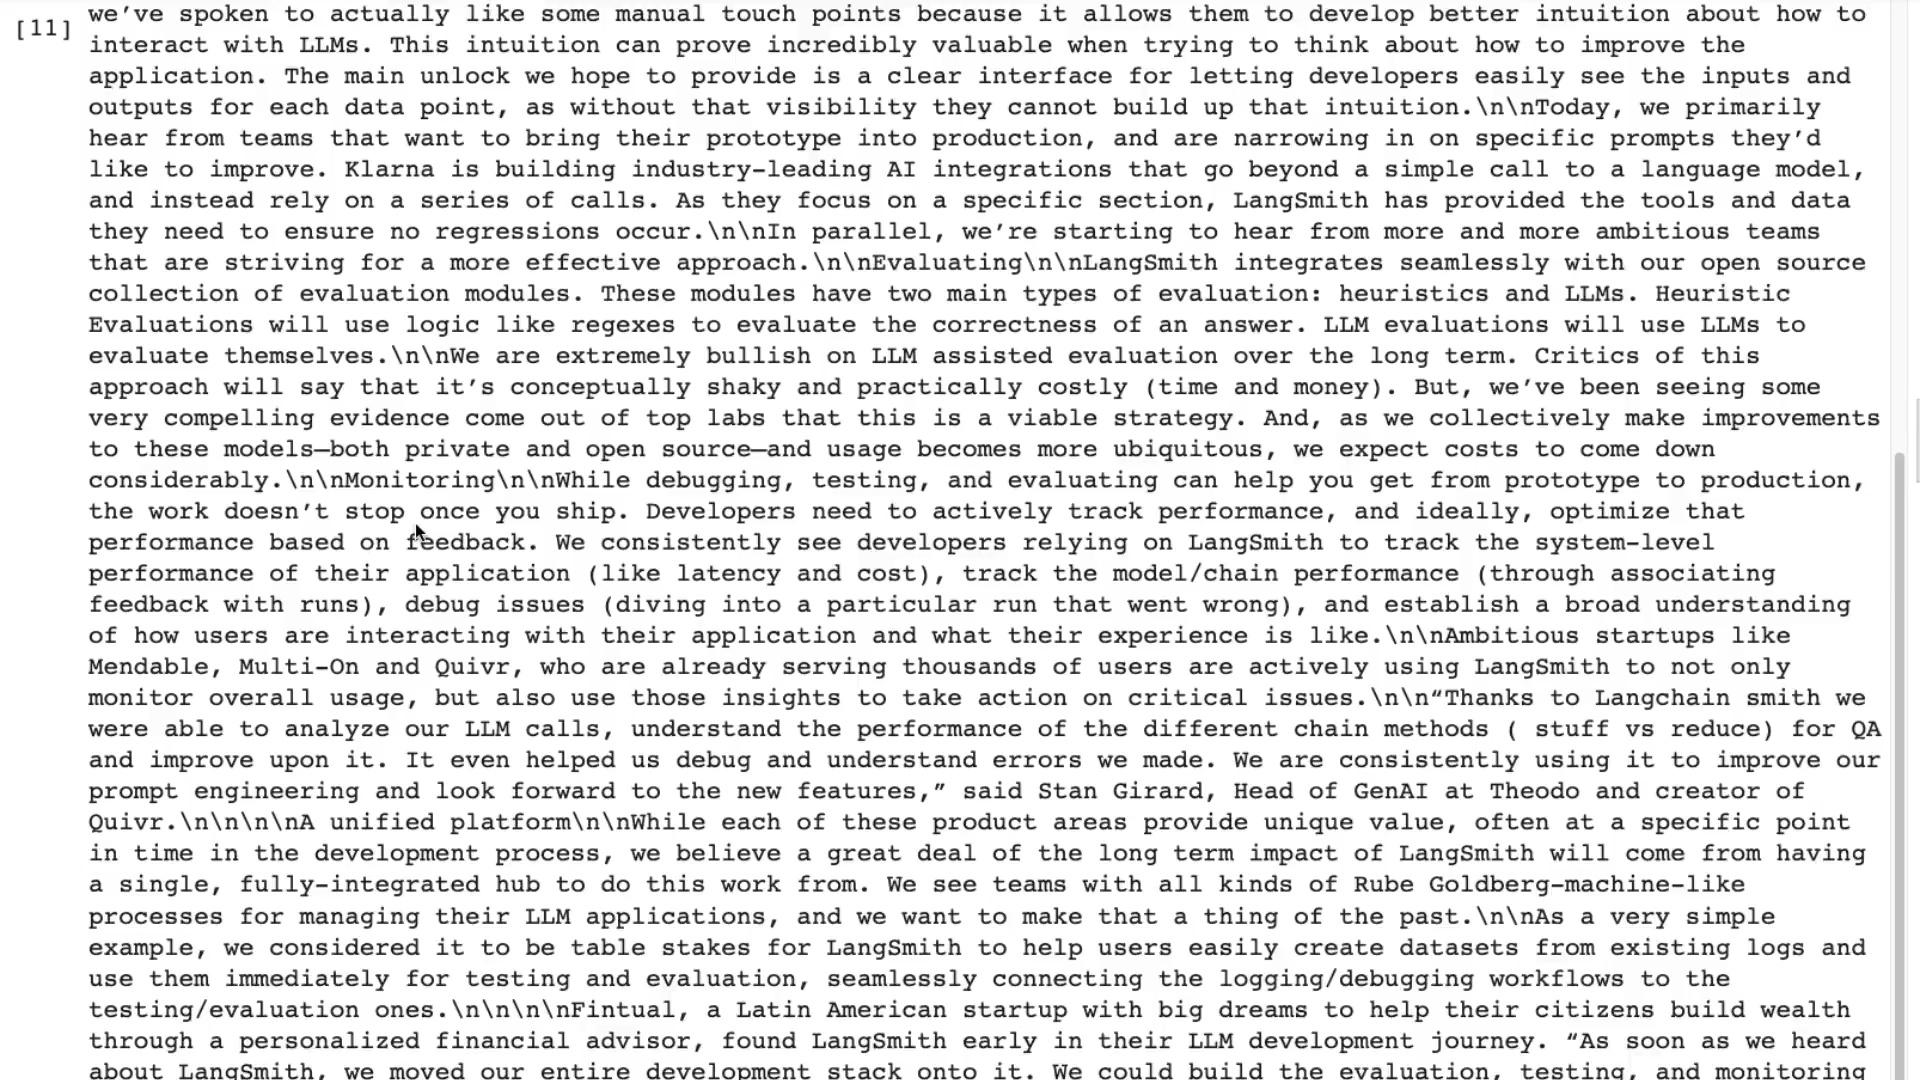 we’ve spoken to actually like some manual touch points because it allows them to develop better intuition about how to
[11]
interact with LLMs. This intuition can prove incredibly valuable when trying to think about how to improve the
application. The main unlock we hope to provide is a clear interface for letting developers easily see the inputs and
outputs for each data point, as without that visibility they cannot build up that intuition.\n\nToday, we primarily
hear from teams that want to bring their prototype into production, and are narrowing in on specific prompts they’d
like to improve. Klarna is building industry-leading AI integrations that go beyond a simple call to a language model,
and instead rely on a series of calls. As they focus on a specific section, LangSmith has provided the tools and data
they need to ensure no regressions occur.\n\nIn parallel, we’re starting to hear from more and more ambitious teams
that are striving for a more effective approach.\n\nEvaluating\n\nLangSmith integrates seamlessly with our open source
collection of evaluation modules. These modules have two main types of evaluation: heuristics and LLMs. Heuristic
Evaluations will use logic like regexes to evaluate the correctness of an answer. LLM evaluations will use LLMs to
evaluate themselves.\n\nWe are extremely bullish on LLM assisted evaluation over the long term. Critics of this
approach will say that it’s conceptually shaky and practically costly (time and money). But, we’ve been seeing some
very compelling evidence come out of top labs that this is a viable strategy. And, as we collectively make improvements
to these models—both private and open source—and usage becomes more ubiquitous, we expect costs to come down
considerably.\n\nMonitoring\n\nWhile debugging, testing, and evaluating can help you get from prototype to production,
the work doesn’t stop once you ship. Developers need to actively track performance, and ideally, optimize that
performance based on feedback. We consistently see developers relying on LangSmith to track the system-level
performance of their application (like latency and cost), track the model/chain performance (through associating
feedback with runs), debug issues (diving into a particular run that went wrong), and establish a broad understanding
of how users are interacting with their application and what their experience is like.\n\nAmbitious startups like
Mendable, Multi-On and Quivr, who are already serving thousands of users are actively using LangSmith to not only
monitor overall usage, but also use those insights to take action on critical issues.\n\n“Thanks to Langchain smith we
were able to analyze our LLM calls, understand the performance of the different chain methods ( stuff vs reduce) for QA
and improve upon it. It even helped us debug and understand errors we made. We are consistently using it to improve our
prompt engineering and look forward to the new features,” said Stan Girard, Head of GenAI at Theodo and creator of
Quivr.\n\n\n\nA unified platform\n\nWhile each of these product areas provide unique value, often at a specific point
in time in the development process, we believe a great deal of the long term impact of LangSmith will come from having
a single, fully-integrated hub to do this work from. We see teams with all kinds of Rube Goldberg-machine-like
processes for managing their LLM applications, and we want to make that a thing of the past.\n\nAs a very simple
example, we considered it to be table stakes for LangSmith to help users easily create datasets from existing logs and
use them immediately for testing and evaluation, seamlessly connecting the logging/debugging workflows to the
testing/evaluation ones.\n\n\n\nFintual, a Latin American startup with big dreams to help their citizens build wealth
through a personalized financial advisor, found LangSmith early in their LLM development journey. “As soon as we heard
about LangSmith, we moved our entire development stack onto it. We could build the evaluation, testing, and monitoring